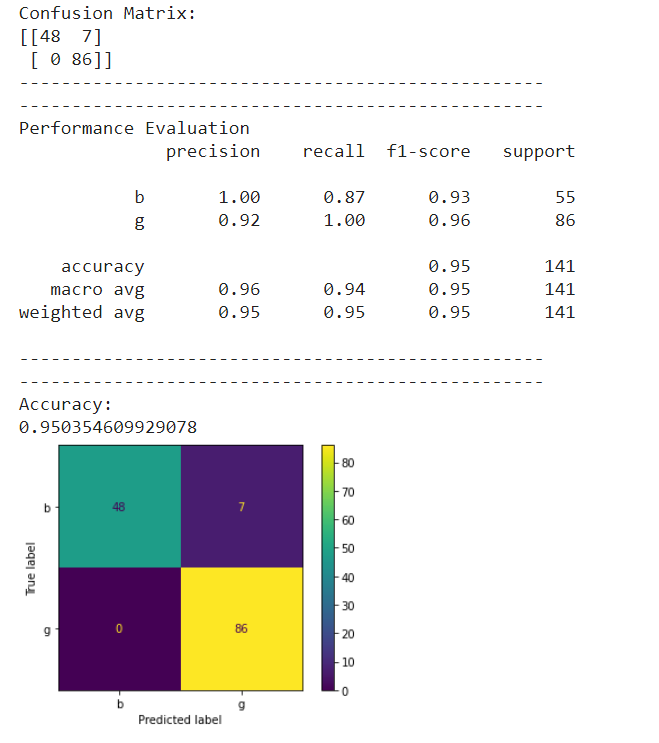 Confusion Matrix:
[[48  7]
 [ 0 86]]
--------------------------------------------------
--------------------------------------------------
Performance Evaluation
              precision    recall  f1-score   support

           b       1.00      0.87      0.93        55
           g       0.92      1.00      0.96        86

    accuracy                           0.95       141
   macro avg       0.96      0.94      0.95       141
weighted avg       0.95      0.95      0.95       141

--------------------------------------------------
--------------------------------------------------
Accuracy:
0.950354609929078
True label
b
48
7
g
0
86
b
g
Predicted label
80
70
60
50
40
30
20
10
0